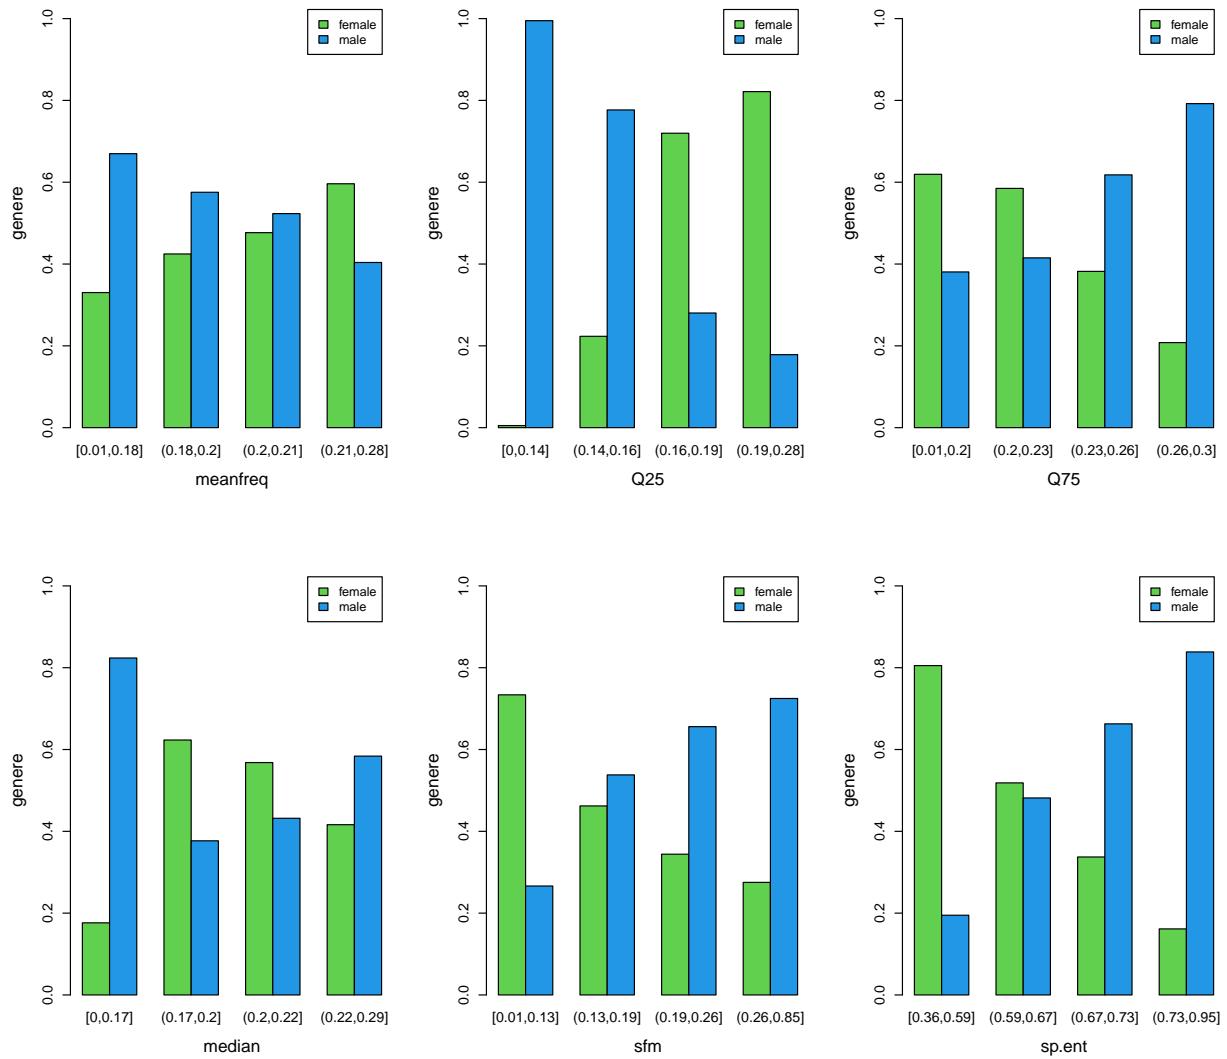 female
male
genere
0.0 0.2 0.4 0.6 0.8 1.0
[0.01,0.18] (0.18,0.2] (0.2,0.21] (0.21,0.28]
meanfreq
female
male
genere
0.0 0.2 0.4 0.6 0.8 1.0
[0,0.14] (0.14,0.16] (0.16,0.19] (0.19,0.28]
Q25
female
male
genere
0.0 0.2 0.4 0.6 0.8 1.0
[0.01,0.2] (0.2,0.23] (0.23,0.26] (0.26,0.3]
Q75
female
male
genere
0.0 0.2 0.4 0.6 0.8 1.0
[0,0.17] (0.17,0.2] (0.2,0.22] (0.22,0.29]
median
female
male
genere
0.0 0.2 0.4 0.6 0.8 1.0
[0.01,0.13] (0.13,0.19] (0.19,0.26] (0.26,0.85]
sfm
female
male
genere
0.0 0.2 0.4 0.6 0.8 1.0
[0.36,0.59] (0.59,0.67] (0.67,0.73] (0.73,0.95]
sp.ent